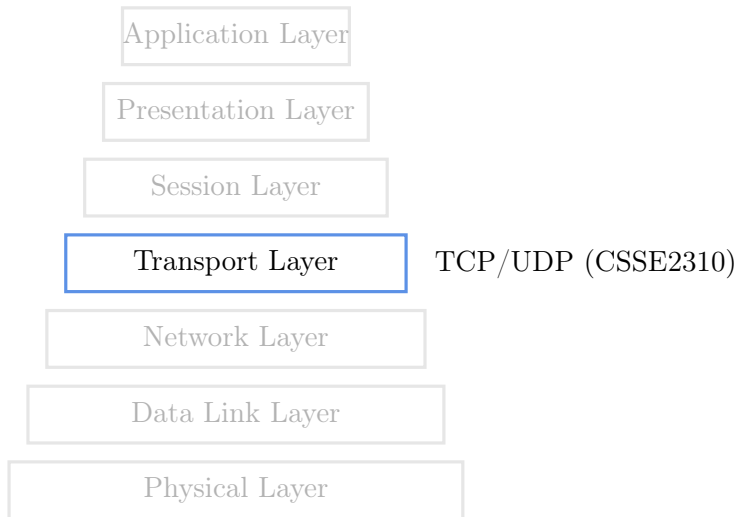 Application Layer
Presentation Layer
Session Layer
Transport Layer TCP/UDP (CSSE2310)
Network Layer
Data Link Layer
Physical Layer